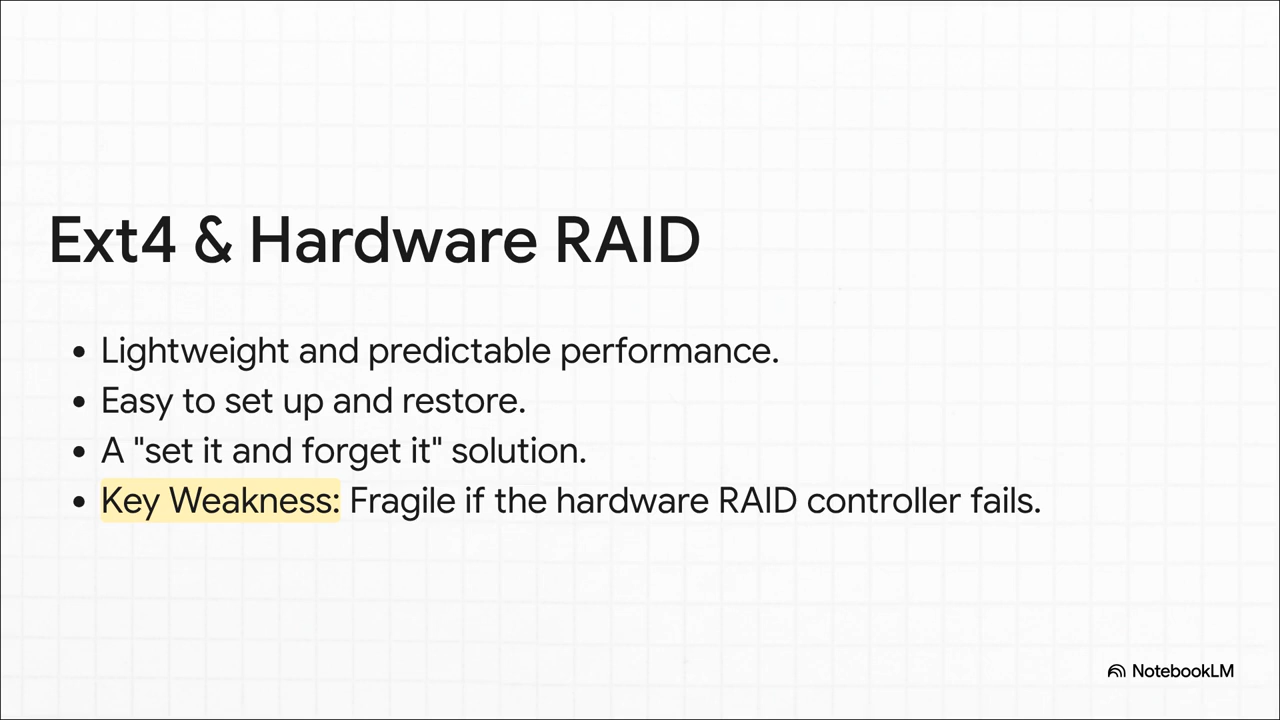 Ext4 & Hardware RAID
• Lightweight and predictable performance.
• Easy to set up and restore.
• A "set it and forget it" solution.
• Key Weakness: Fragile if the hardware RAID controller fails.
NotebookLM